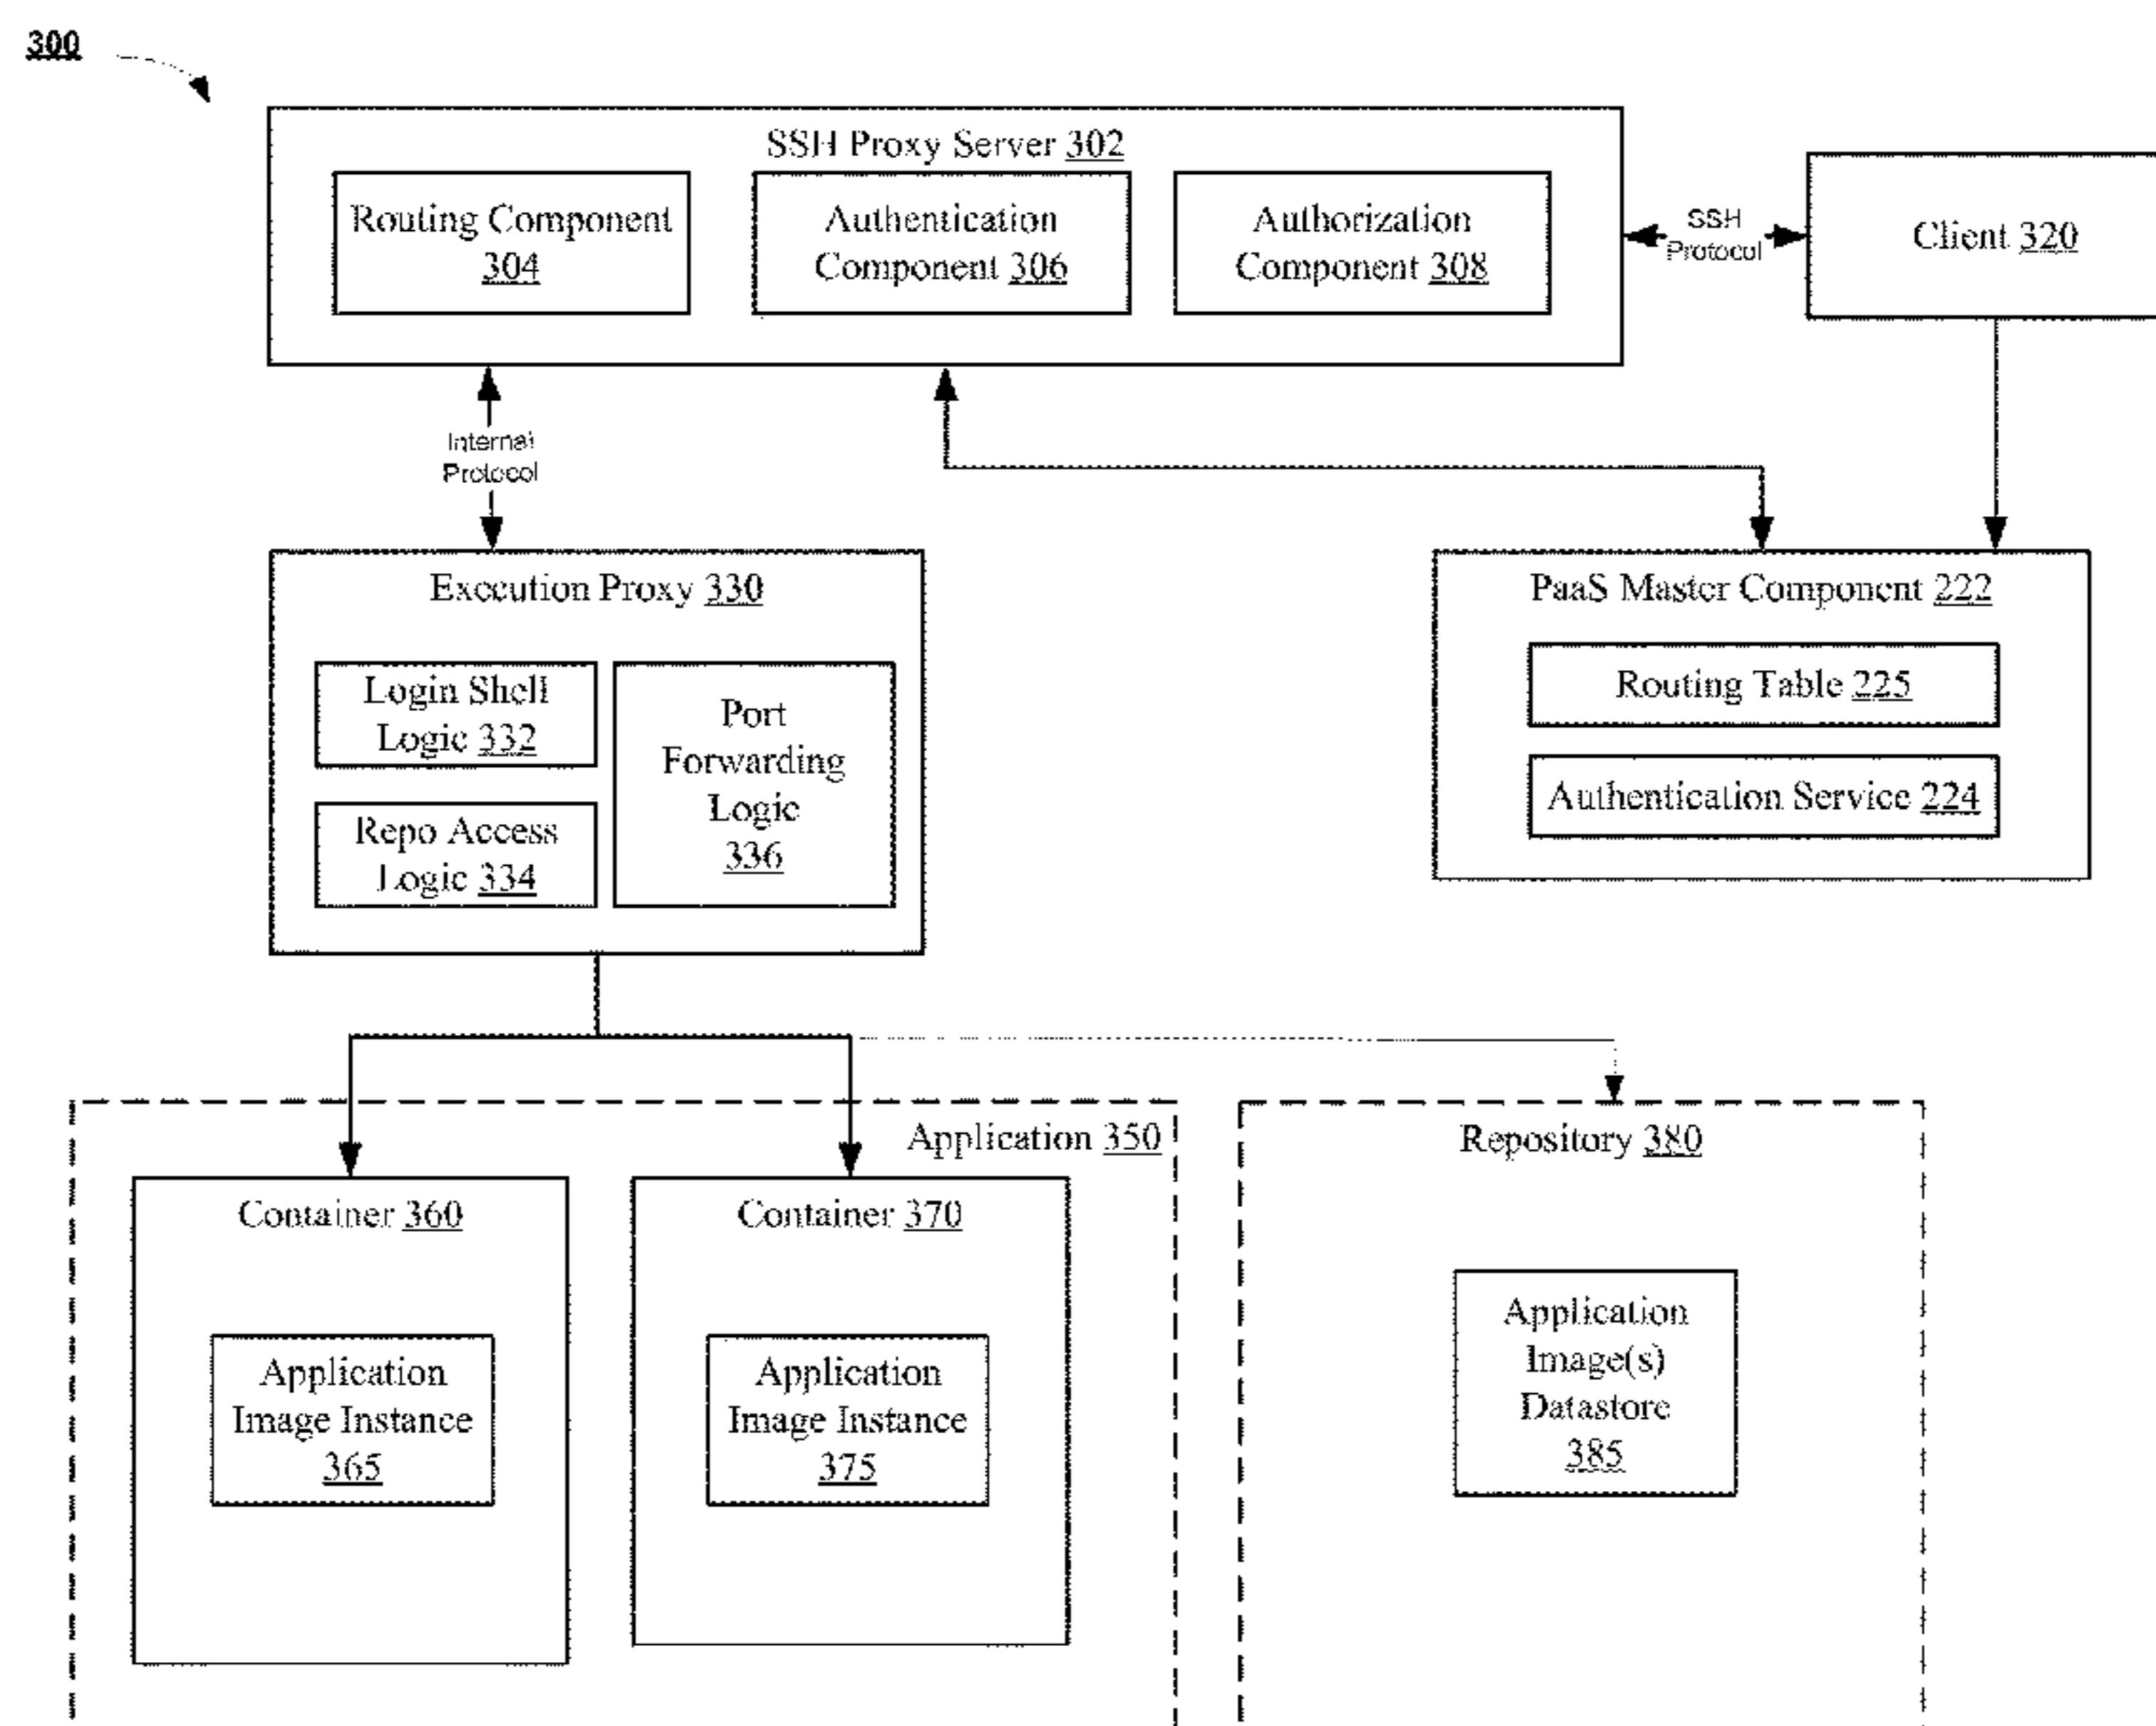 300
SSH Proxy Server 302
Routing Component
304
Authentication
Component 306
Authorization
Component 308
SSH
Protocol
Client 320
Internal
Protocol
Execution Proxy 330
Login Shell
Logic 332
Repo Access
Logic 334
Port
Forwarding
Logic
336
PaaS Master Component 222
Routing Table 225
Authentication Service 224
Application 350
Container 360
Application
Image Instance
365
Container 370
Application
Image Instance
375
Repository 380
Application
Image(s)
Datastore
385